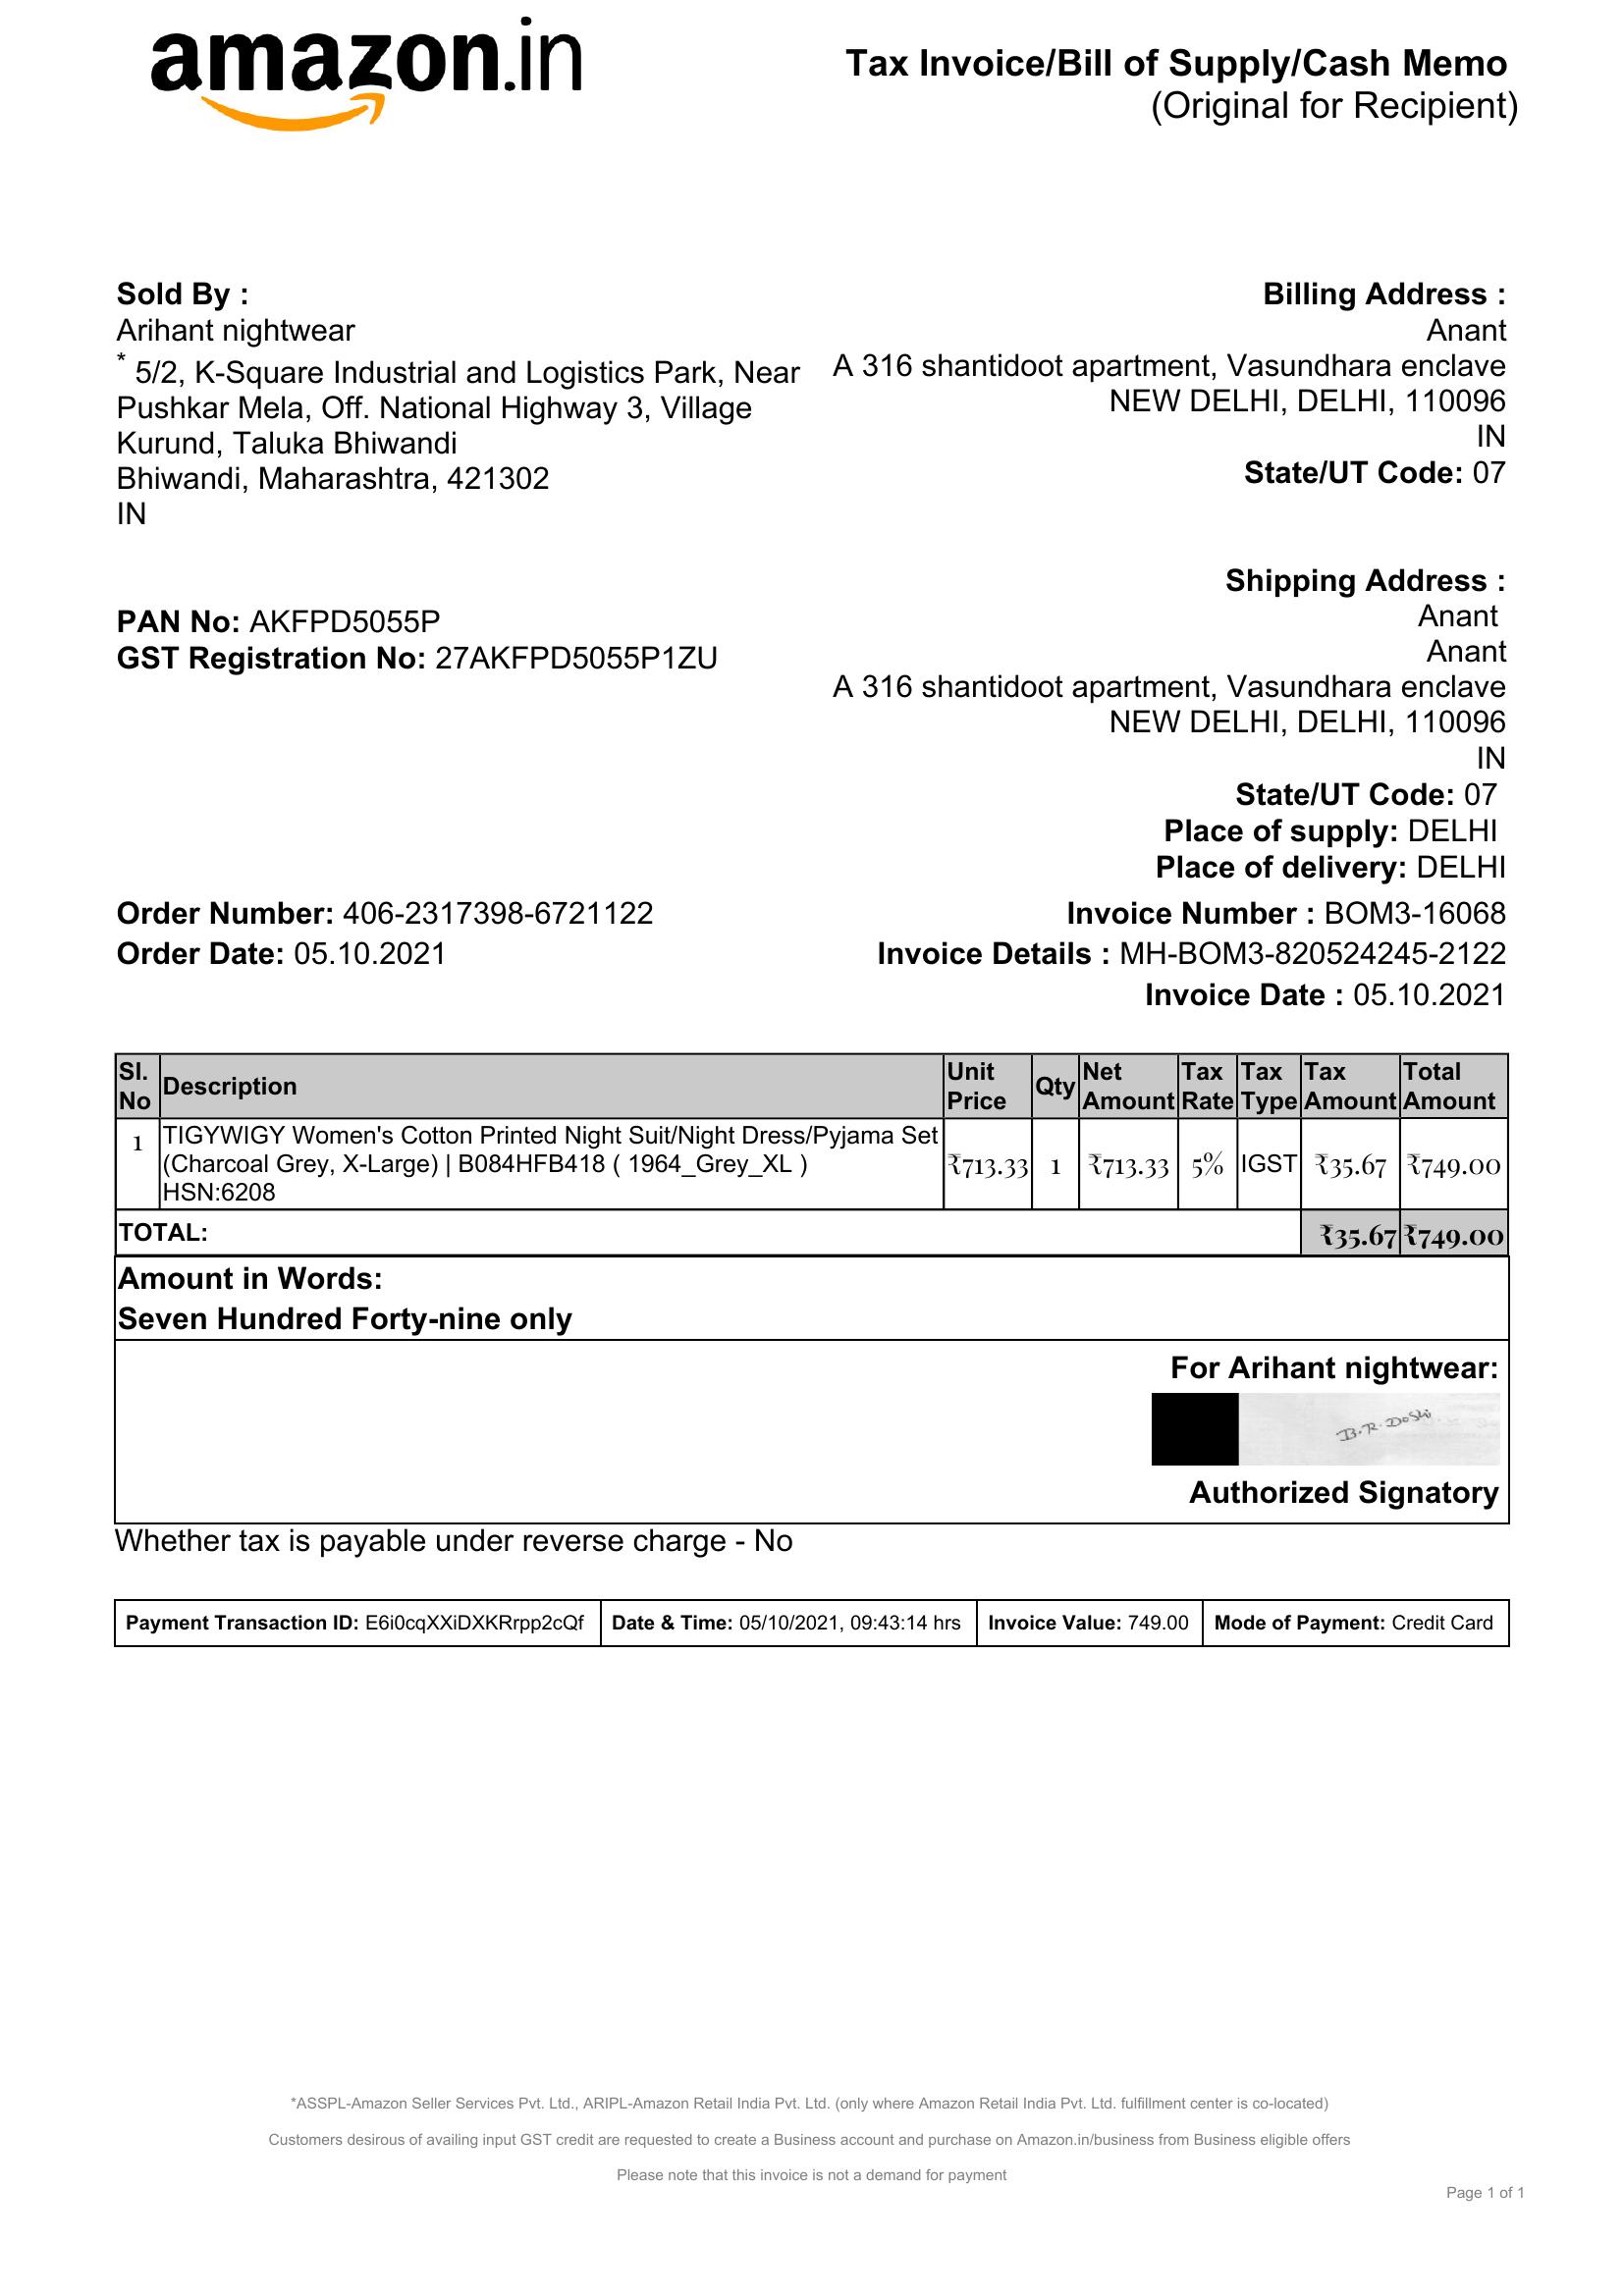 amazon.in
Tax Invoice/Bill of Supply/Cash Memo
(Original for Recipient)
Sold By :
Arihant nightwear
* 5/2, K-Square Industrial and Logistics Park, Near
Pushkar Mela, Off. National Highway 3, Village
Kurund, Taluka Bhiwandi
Bhiwandi, Maharashtra, 421302
IN
PAN No: AKFPD5055P
GST Registration No: 27AKFPD5055P1ZU
Billing Address :
Anant
A 316 shantidoot apartment, Vasundhara enclave
NEW DELHI, DELHI, 110096
IN
State/UT Code: 07
Shipping Address :
Anant
Anant
A 316 shantidoot apartment, Vasundhara enclave
NEW DELHI, DELHI, 110096
IN
State/UT Code: 07
Place of supply: DELHI
Place of delivery: DELHI
Order Number: 406-2317398-6721122
Order Date: 05.10.2021
Invoice Number : BOM3-16068
Invoice Details : MH-BOM3-820524245-2122
Invoice Date : 05.10.2021
Sl. No Description Unit Price Qty Net Amount Tax Rate Tax Type Tax Amount Total Amount
1 TIGYWIGY Women's Cotton Printed Night Suit/Night Dress/Pyjama Set
(Charcoal Grey, X-Large) | B084HFB418 ( 1964_Grey_XL )
HSN:6208
₹713.33 1 ₹713.33 5% IGST ₹35.67 ₹749.00
TOTAL: ₹35.67 ₹749.00
Amount in Words:
Seven Hundred Forty-nine only
For Arihant nightwear:
B.R. Doshi
Authorized Signatory
Whether tax is payable under reverse charge - No
Payment Transaction ID: E6i0cqXXiDXKRrpp2cQf Date & Time: 05/10/2021, 09:43:14 hrs Invoice Value: 749.00 Mode of Payment: Credit Card
*ASSPL-Amazon Seller Services Pvt. Ltd., ARIPL-Amazon Retail India Pvt. Ltd. (only where Amazon Retail India Pvt. Ltd. fulfillment center is co-located)
Customers desirous of availing input GST credit are requested to create a Business account and purchase on Amazon.in/business from Business eligible offers
Please note that this invoice is not a demand for payment
Page 1 of 1